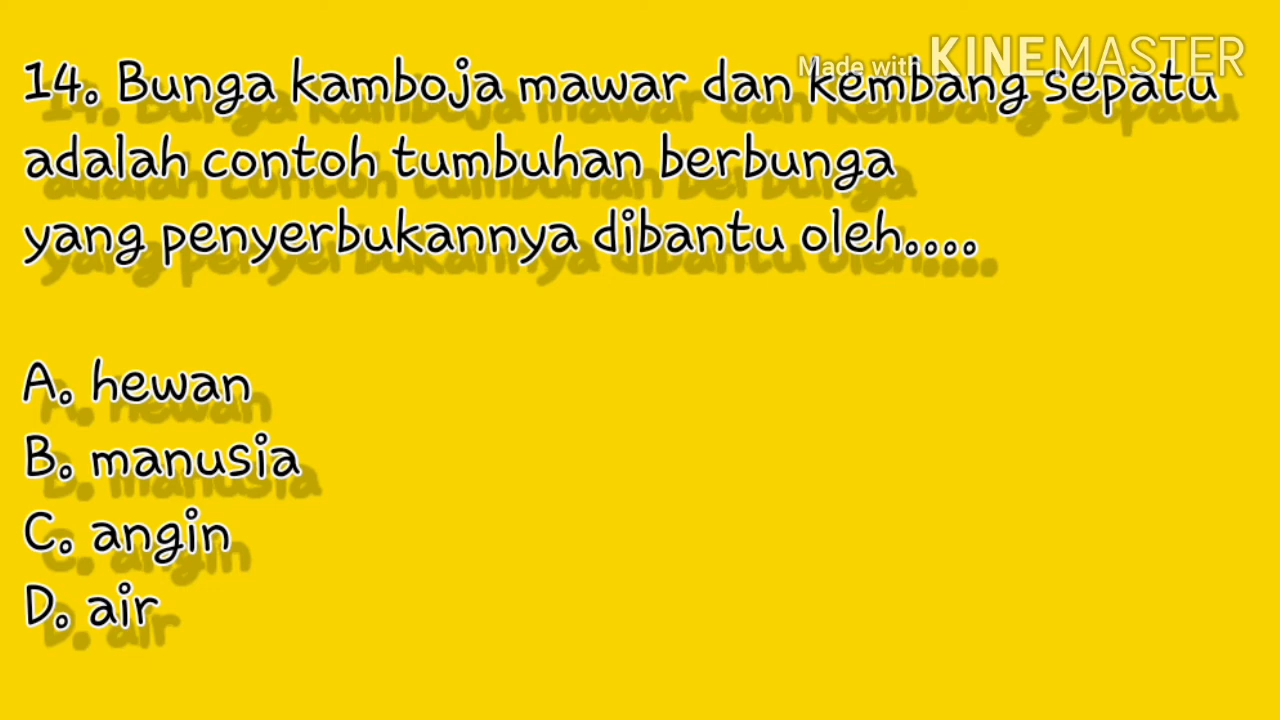 Made with KINEMASTER
14. Bunga kamboja mawar dan kembang sepatu
adalah contoh tumbuhan berbunga
yang penyerbukannya dibantu oleh....
A. hewan
B. manusia
C. angin
D. air